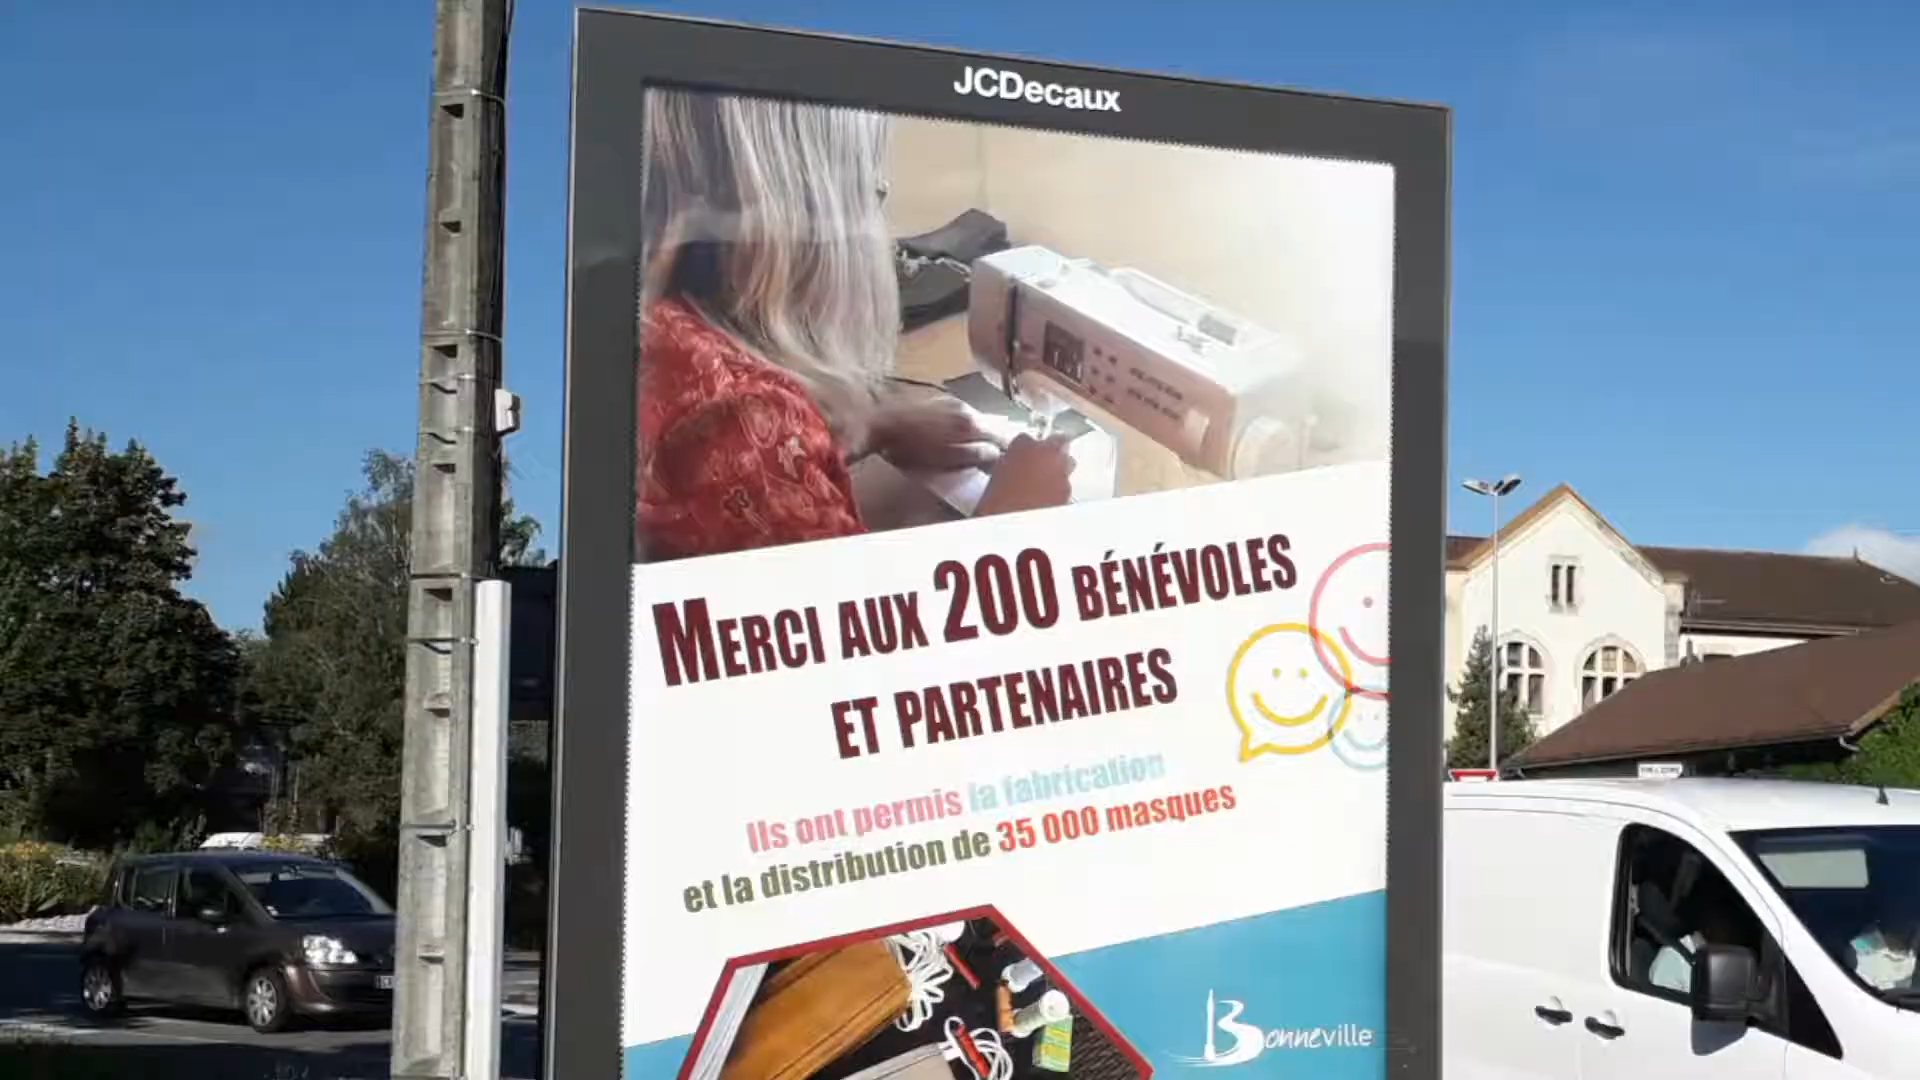 JCDecaux
MERCI AUX 200 BÉNÉVOLES
ET PARTENAIRES
Ils ont permis la fabrication
et la distribution de 35 000 masques
Bonneville